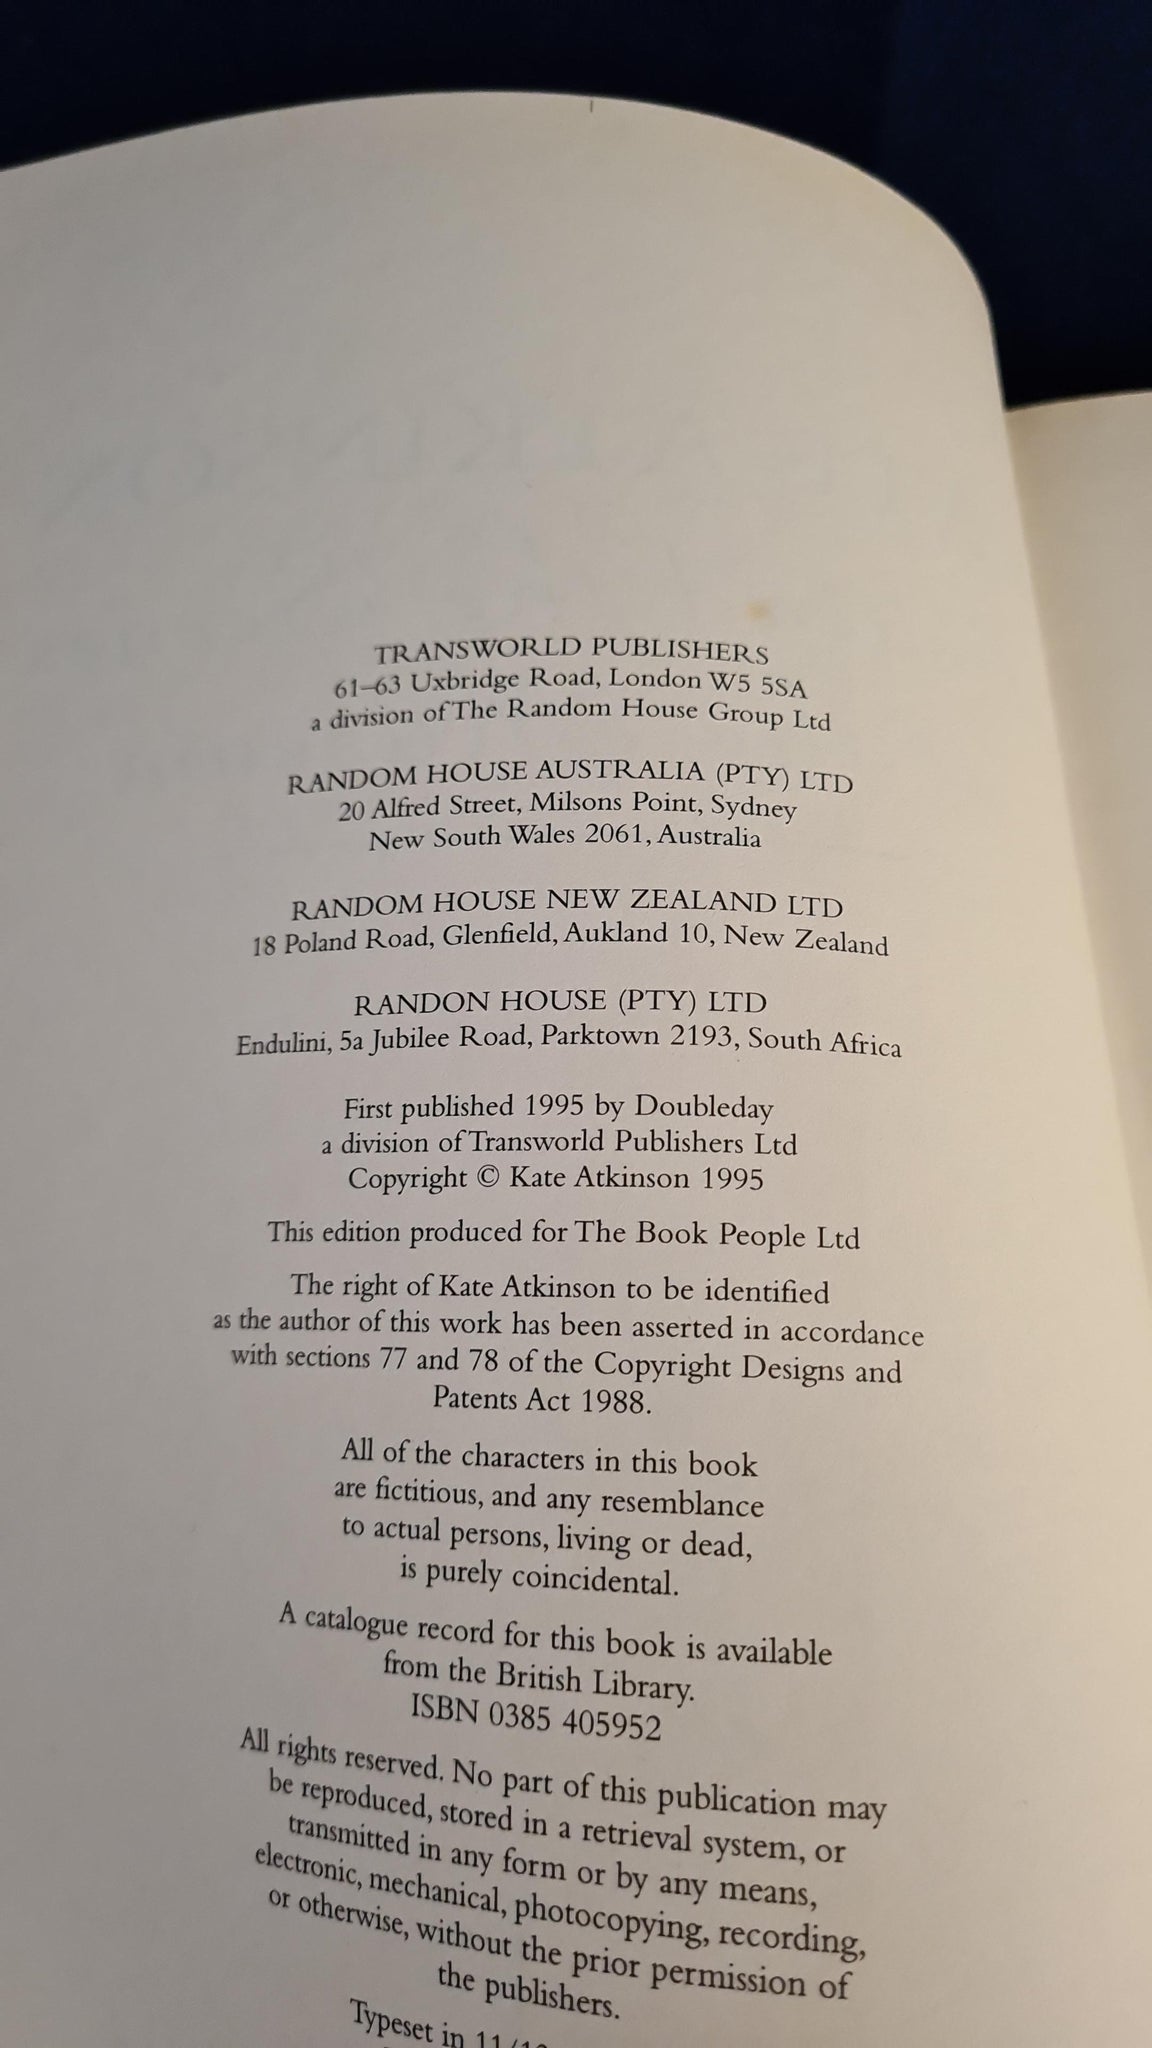 TRANSWORLD PUBLISHERS
61–63 Uxbridge Road, London W5 5SA
a division of The Random House Group Ltd
RANDOM HOUSE AUSTRALIA (PTY) LTD
20 Alfred Street, Milsons Point, Sydney
New South Wales 2061, Australia
RANDOM HOUSE NEW ZEALAND LTD
18 Poland Road, Glenfield, Aukland 10, New Zealand
RANDON HOUSE (PTY) LTD
Endulini, 5a Jubilee Road, Parktown 2193, South Africa
First published 1995 by Doubleday
a division of Transworld Publishers Ltd
Copyright © Kate Atkinson 1995
This edition produced for The Book People Ltd
The right of Kate Atkinson to be identified
as the author of this work has been asserted in accordance
with sections 77 and 78 of the Copyright Designs and
Patents Act 1988.
All of the characters in this book
are fictitious, and any resemblance
to actual persons, living or dead,
is purely coincidental.
A catalogue record for this book is available
from the British Library.
ISBN 0385 405952
All rights reserved. No part of this publication may
be reproduced, stored in a retrieval system, or
transmitted in any form or by any means,
electronic, mechanical, photocopying, recording,
or otherwise, without the prior permission of
the publishers.
Typeset in